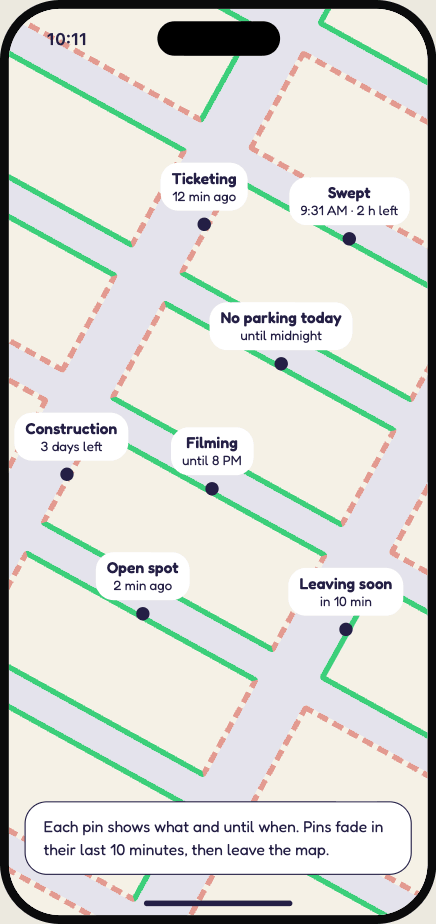 10:11
Ticketing
12 min ago
Swept
9:31 AM · 2 h left
No parking today
until midnight
Construction
3 days left
Filming
until 8 PM
Open spot
2 min ago
Leaving soon
in 10 min
Each pin shows what and until when. Pins fade in
their last 10 minutes, then leave the map.